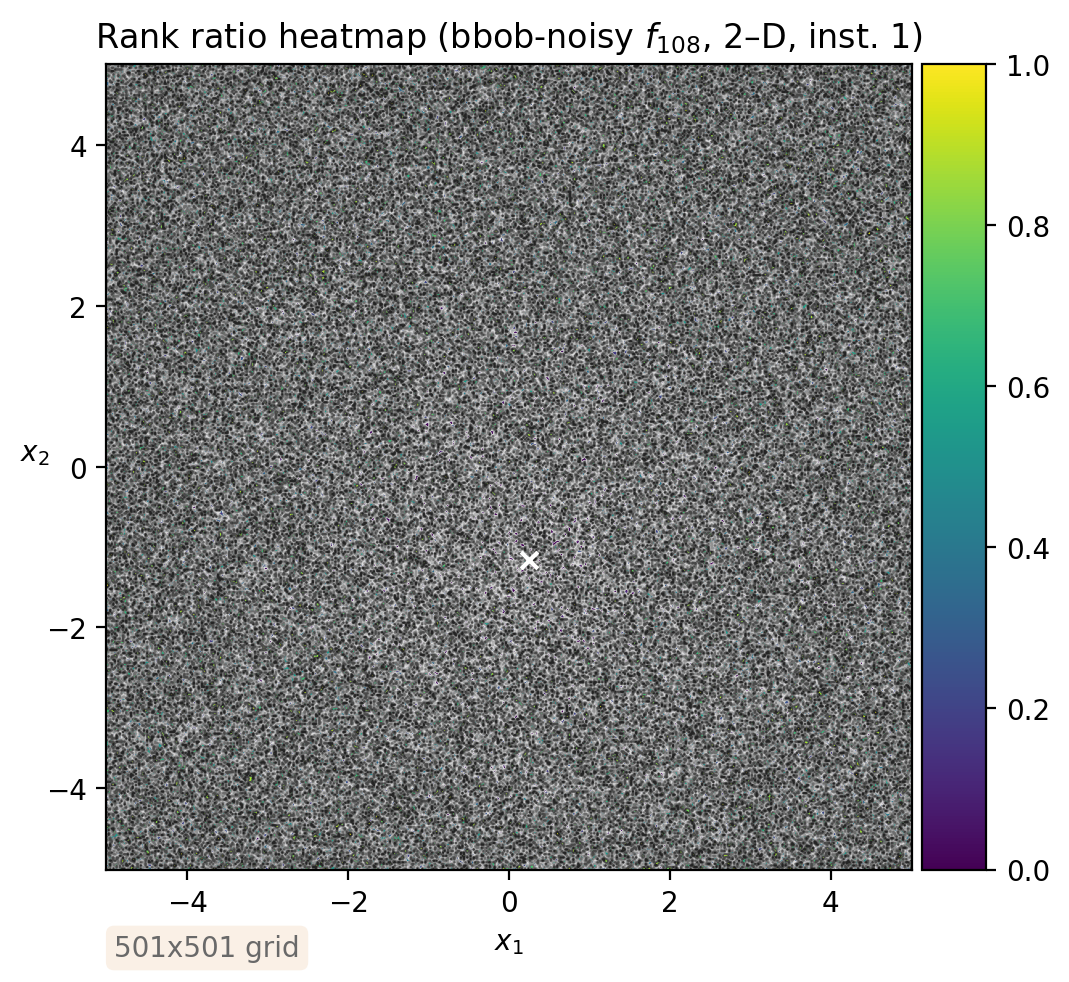 Rank ratio heatmap (bbob-noisy f₁₀₈, 2–D, inst. 1)
1.0
4
0.8
2
0.6
x₂
0
0.4
−2
0.2
−4
0.0
−4 −2 0 2 4
x₁
501x501 grid